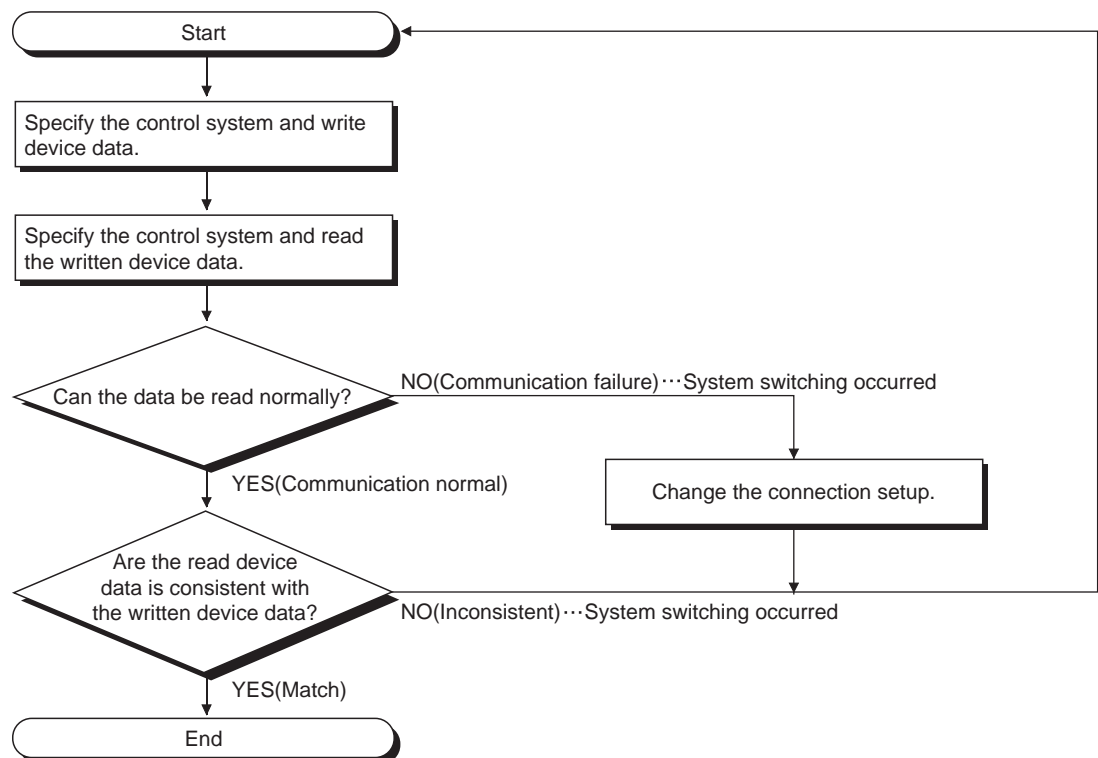 Start
Specify the control system and write
device data.
Specify the control system and read
the written device data.
Can the data be read normally?
NO(Communication failure)···System switching occurred
YES(Communication normal)
Change the connection setup.
Are the read device
data is consistent with
the written device data?
NO(Inconsistent)···System switching occurred
YES(Match)
End